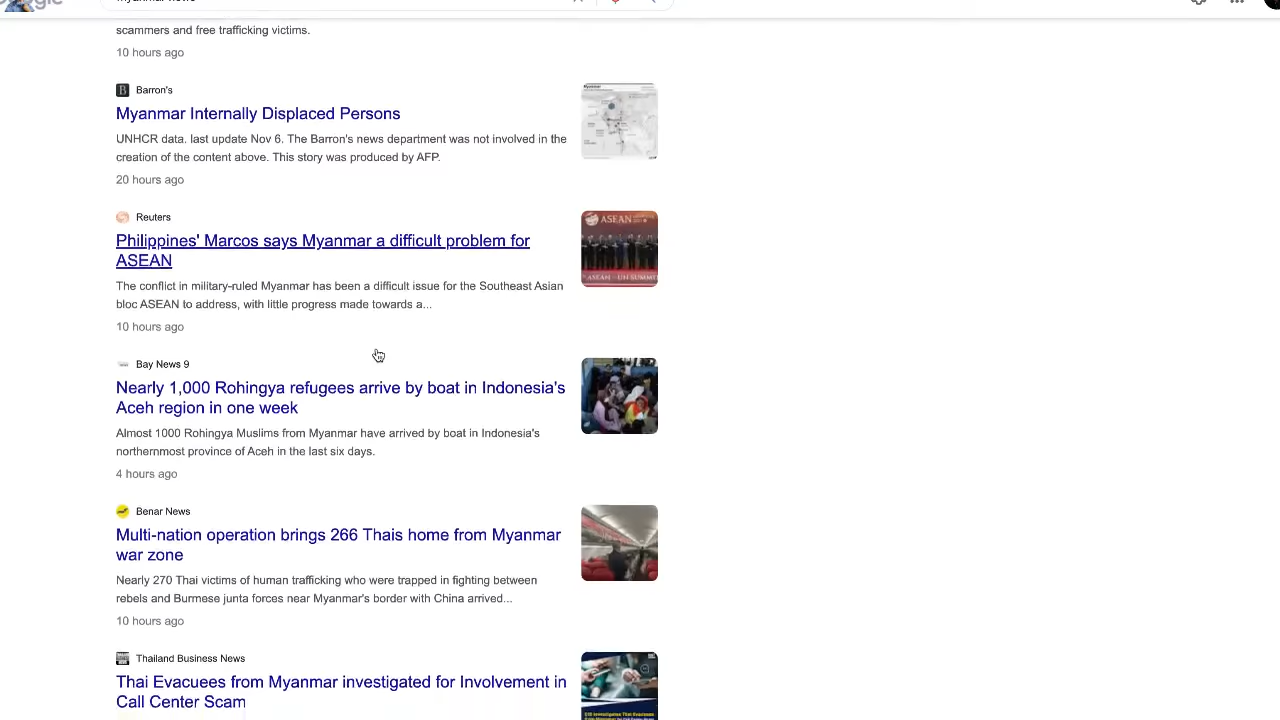 scammers and free trafficking victims.
10 hours ago
Barron's
Myanmar Internally Displaced Persons
UNHCR data. last update Nov 6. The Barron's news department was not involved in the
creation of the content above. This story was produced by AFP.
20 hours ago
Reuters
Philippines' Marcos says Myanmar a difficult problem for
ASEAN
The conflict in military-ruled Myanmar has been a difficult issue for the Southeast Asian
bloc ASEAN to address, with little progress made towards a...
10 hours ago
ASEAN
Bay News 9
Nearly 1,000 Rohingya refugees arrive by boat in Indonesia's
Aceh region in one week
Almost 1000 Rohingya Muslims from Myanmar have arrived by boat in Indonesia's
northernmost province of Aceh in the last six days.
4 hours ago
Benar News
Multi-nation operation brings 266 Thais home from Myanmar
war zone
Nearly 270 Thai victims of human trafficking who were trapped in fighting between
rebels and Burmese junta forces near Myanmar's border with China arrived...
10 hours ago
Thailand Business News
Thai Evacuees from Myanmar investigated for Involvement in
Call Center Scam